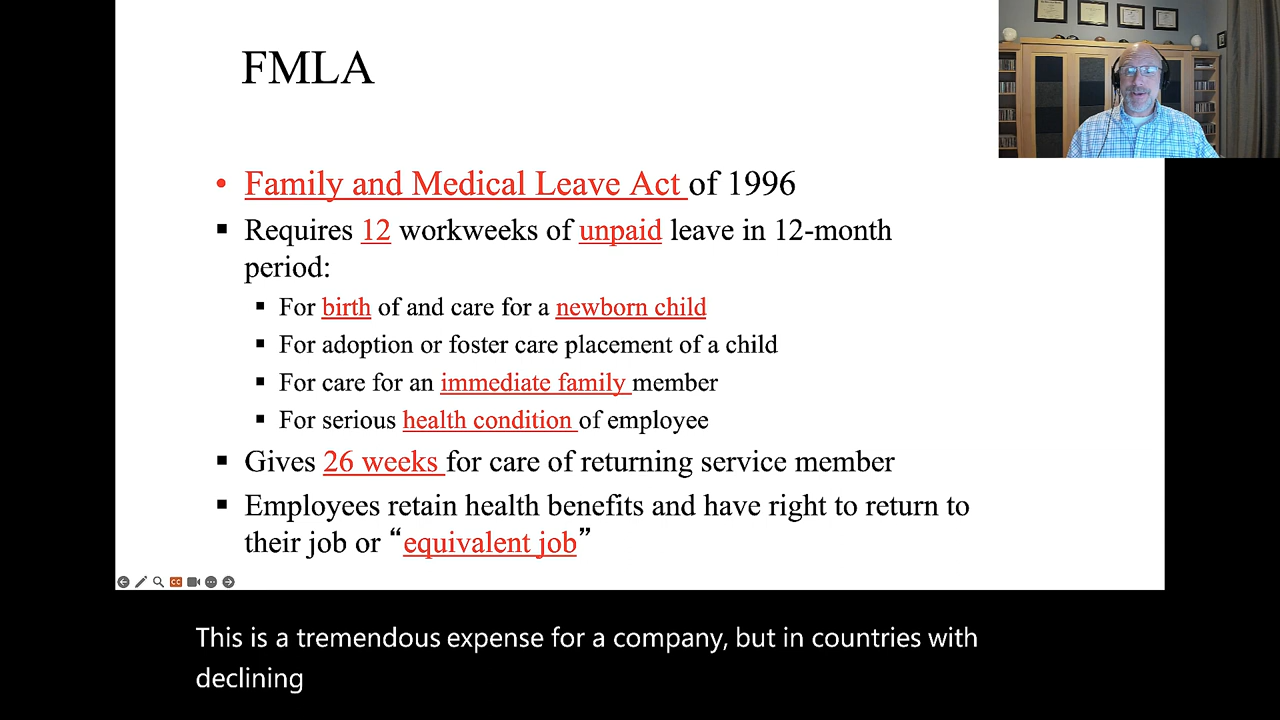 FMLA
• Family and Medical Leave Act of 1996
▪ Requires 12 workweeks of unpaid leave in 12-month
period:
▪ For birth of and care for a newborn child
▪ For adoption or foster care placement of a child
▪ For care for an immediate family member
▪ For serious health condition of employee
▪ Gives 26 weeks for care of returning service member
▪ Employees retain health benefits and have right to return to
their job or “equivalent job”
CC
This is a tremendous expense for a company, but in countries with
declining